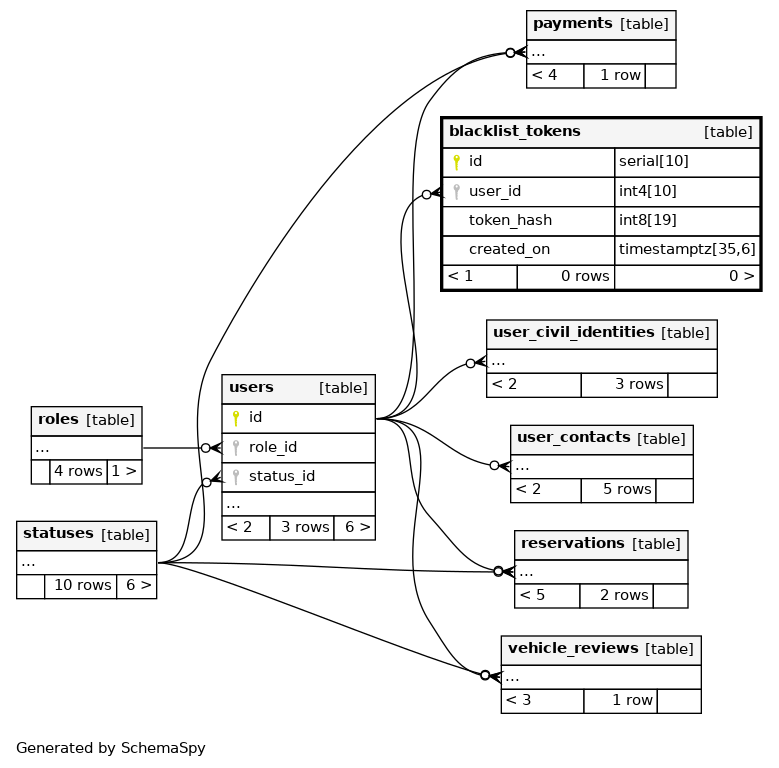 payments [table]
...
< 4 1 row
blacklist_tokens [table]
id serial[10]
user_id int4[10]
token_hash int8[19]
created_on timestamptz[35,6]
< 1 0 rows 0 >
user_civil_identities [table]
...
< 2 3 rows
users [table]
id
role_id
status_id
...
< 2 3 rows 6 >
roles [table]
...
4 rows 1 >
user_contacts [table]
...
< 2 5 rows
statuses [table]
...
10 rows 6 >
reservations [table]
...
< 5 2 rows
vehicle_reviews [table]
...
< 3 1 row
Generated by SchemaSpy